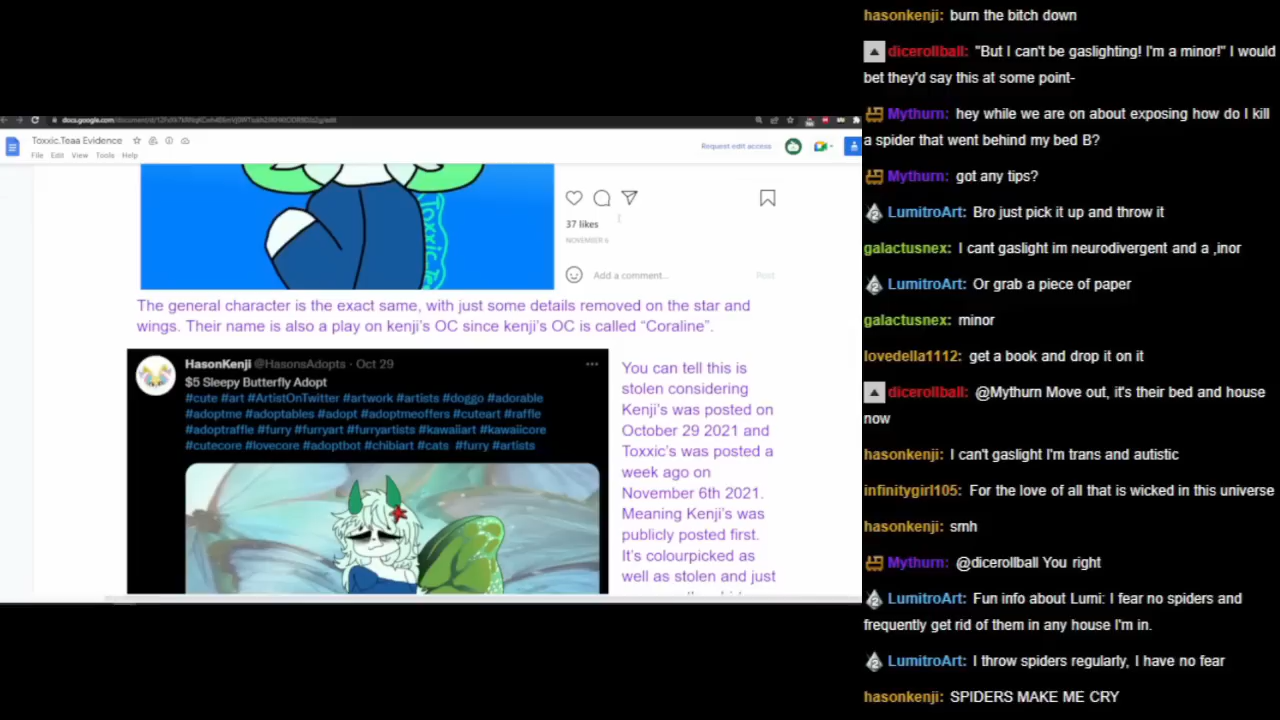 docs.google.com
Toxxic.Teaa Evidence
File Edit View Tools Help
Request edit access
Toxxic_Te
37 likes
NOVEMBER 6
Add a comment...
Post
The general character is the exact same, with just some details removed on the star and
wings. Their name is also a play on kenji's OC since kenji's OC is called “Coraline”.
HasonKenji @HasonsAdopts · Oct 29
$5 Sleepy Butterfly Adopt
#cute #art #ArtistOnTwitter #artwork #artists #doggo #adorable
#adoptme #adoptables #adopt #adoptmeoffers #cuteart #raffle
#adoptraffle #furry #furryart #furryartists #kawaiiart #kawaiicore
#cutecore #lovecore #adoptbot #chibiart #cats #furry #artists
You can tell this is
stolen considering
Kenji's was posted on
October 29 2021 and
Toxxic's was posted a
week ago on
November 6th 2021.
Meaning Kenji's was
publicly posted first.
It's colourpicked as
well as stolen and just
hasonkenji: burn the bitch down
dicerollball: "But I can't be gaslighting! I'm a minor!" I would
bet they'd say this at some point-
Mythurn: hey while we are on about exposing how do I kill
a spider that went behind my bed B?
Mythurn: got any tips?
LumitroArt: Bro just pick it up and throw it
galactusnex: I cant gaslight im neurodivergent and a ,inor
LumitroArt: Or grab a piece of paper
galactusnex: minor
lovedella1112: get a book and drop it on it
dicerollball: @Mythurn Move out, it's their bed and house
now
hasonkenji: I can't gaslight I'm trans and autistic
infinitygirl105: For the love of all that is wicked in this universe
hasonkenji: smh
Mythurn: @dicerollball You right
LumitroArt: Fun info about Lumi: I fear no spiders and
frequently get rid of them in any house I'm in.
LumitroArt: I throw spiders regularly, I have no fear
hasonkenji: SPIDERS MAKE ME CRY